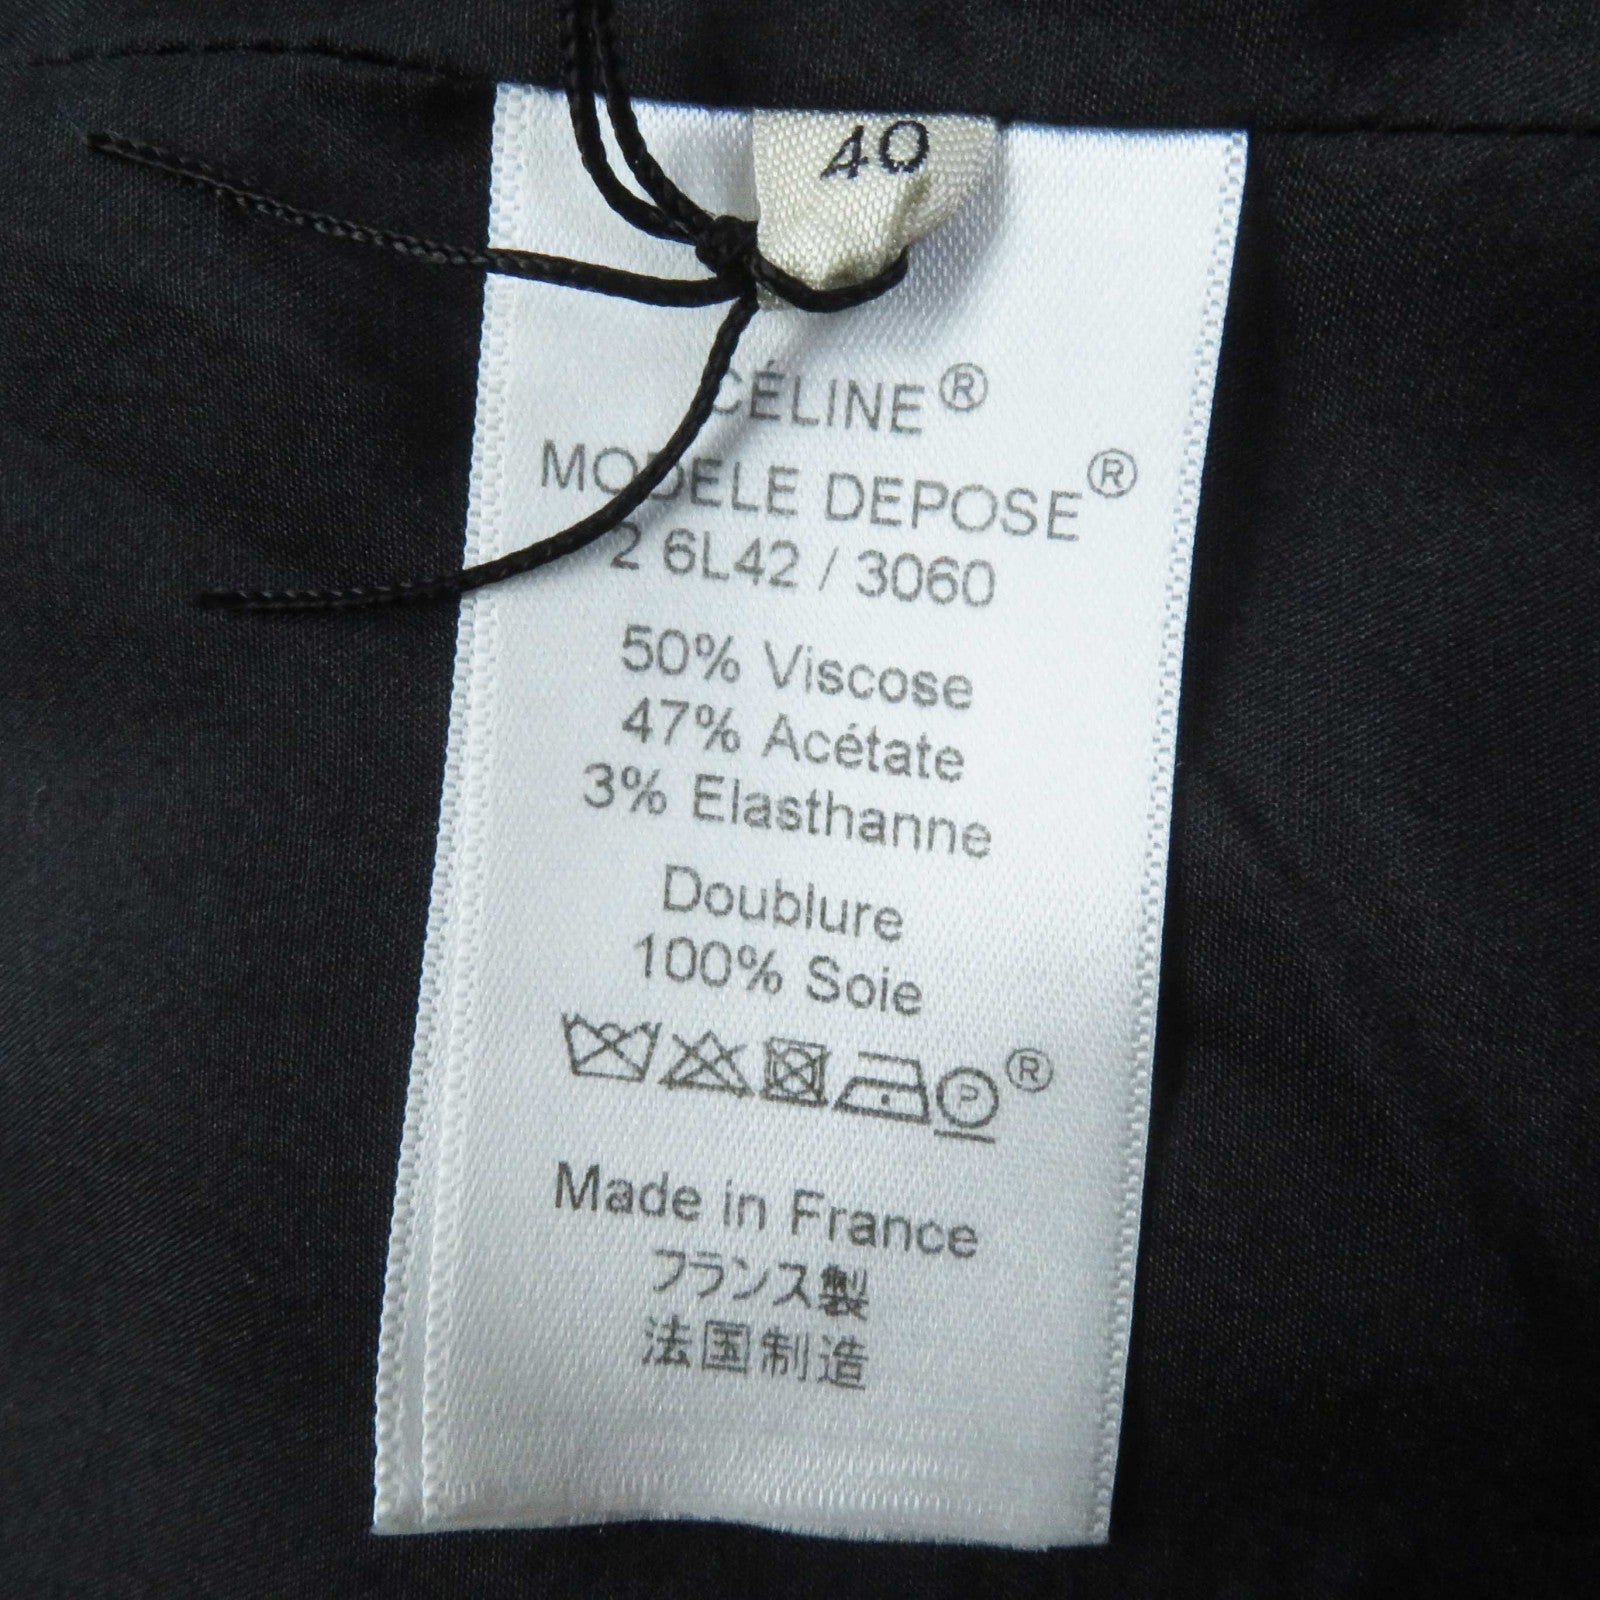 40
CÉLINE®
MODELE DEPOSE®
2 6L42 / 3060
50% Viscose
47% Acétate
3% Elasthanne
Doublure
100% Soie
P ®
Made in France
フランス製
法国制造